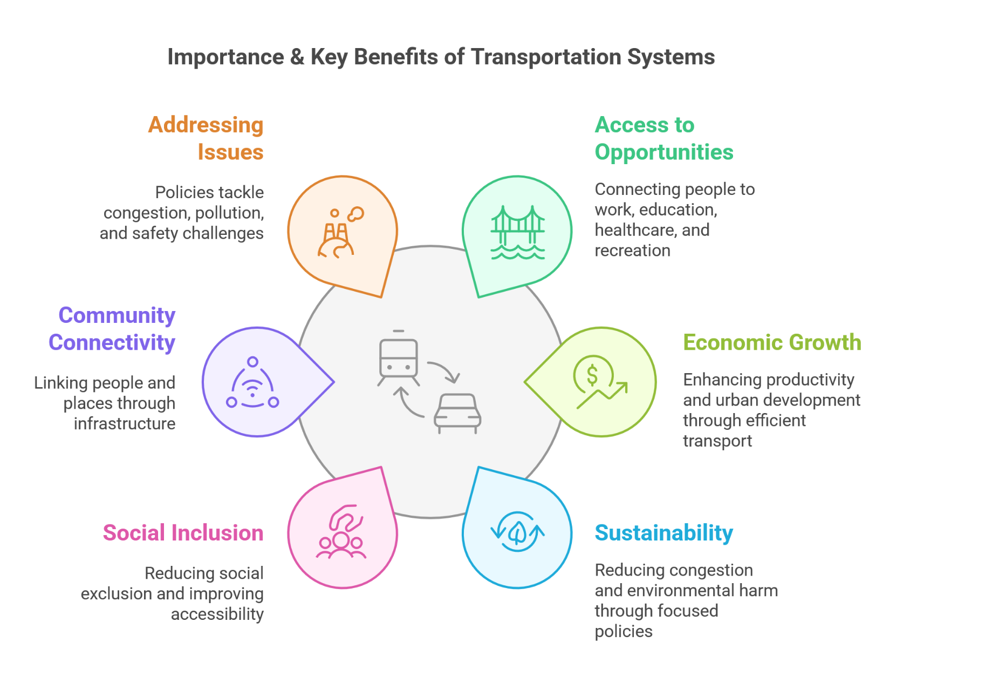 Importance & Key Benefits of Transportation Systems
Addressing
Issues
Policies tackle
congestion, pollution,
and safety challenges
Access to
Opportunities
Connecting people to
work, education,
healthcare, and
recreation
Community
Connectivity
Linking people and
places through
infrastructure
$
Economic Growth
Enhancing productivity
and urban development
through efficient
transport
Social Inclusion
Reducing social
exclusion and improving
accessibility
Sustainability
Reducing congestion
and environmental harm
through focused
policies